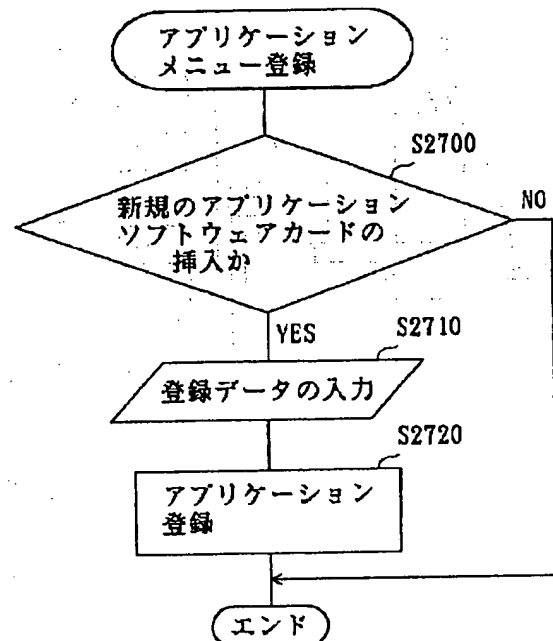 アプリケーション
メニュー登録
S2700
新規のアプリケーション
ソフトウェアカードの
挿入か
NO
YES
S2710
登録データの入力
S2720
アプリケーション
登録
エンド